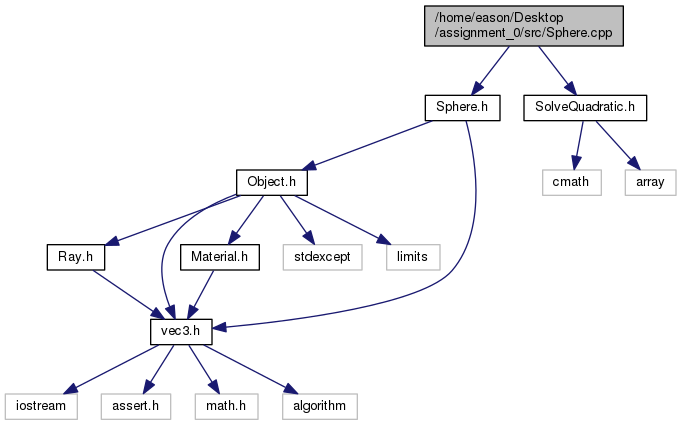 /home/eason/Desktop
/assignment_0/src/Sphere.cpp
Sphere.h
SolveQuadratic.h
Object.h
cmath
array
Ray.h
Material.h
stdexcept
limits
vec3.h
iostream
assert.h
math.h
algorithm